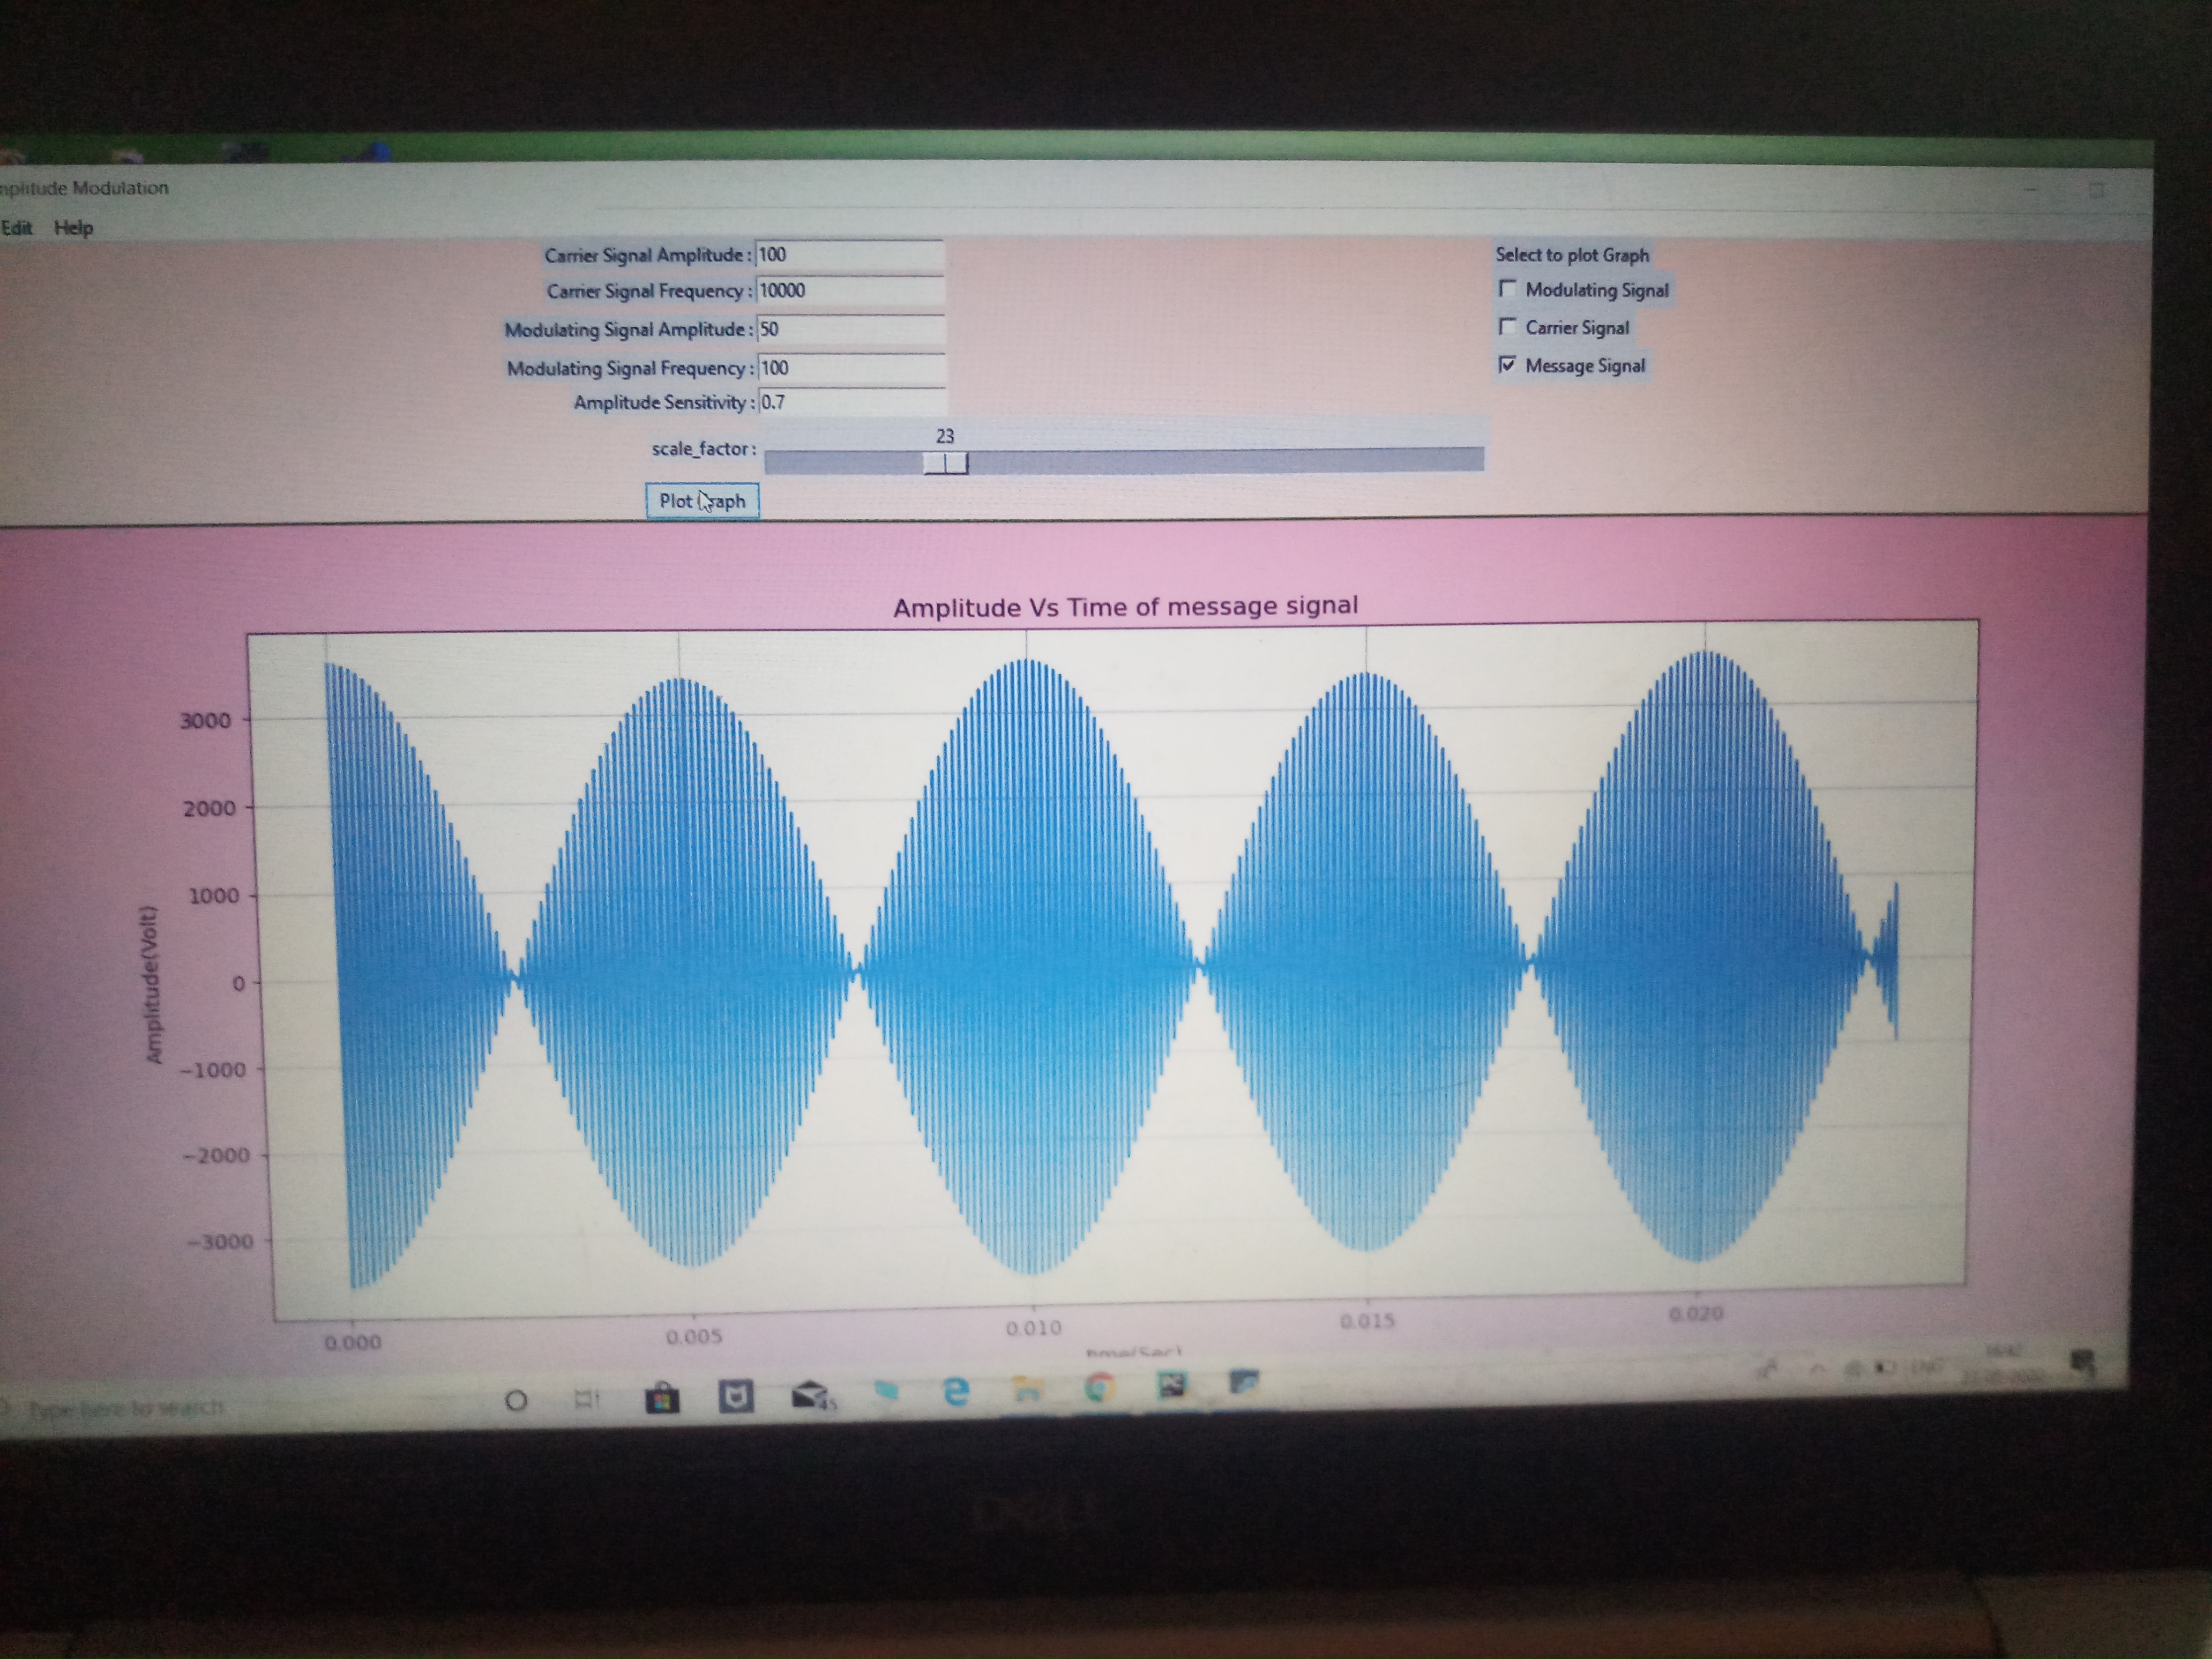 nplitude Modulation
Edit Help
Carrier Signal Amplitude : 100
Carrier Signal Frequency : 10000
Modulating Signal Amplitude : 50
Modulating Signal Frequency : 100
Amplitude Sensitivity : 0.7
23
scale_factor :
Plot Graph
Select to plot Graph
Modulating Signal
Carrier Signal
Message Signal
Amplitude Vs Time of message signal
Amplitude(Volt)
3000
2000
1000
0
−1000
−2000
−3000
0.000 0.005 0.010 0.015 0.020
Type here to search
ENG
DELL